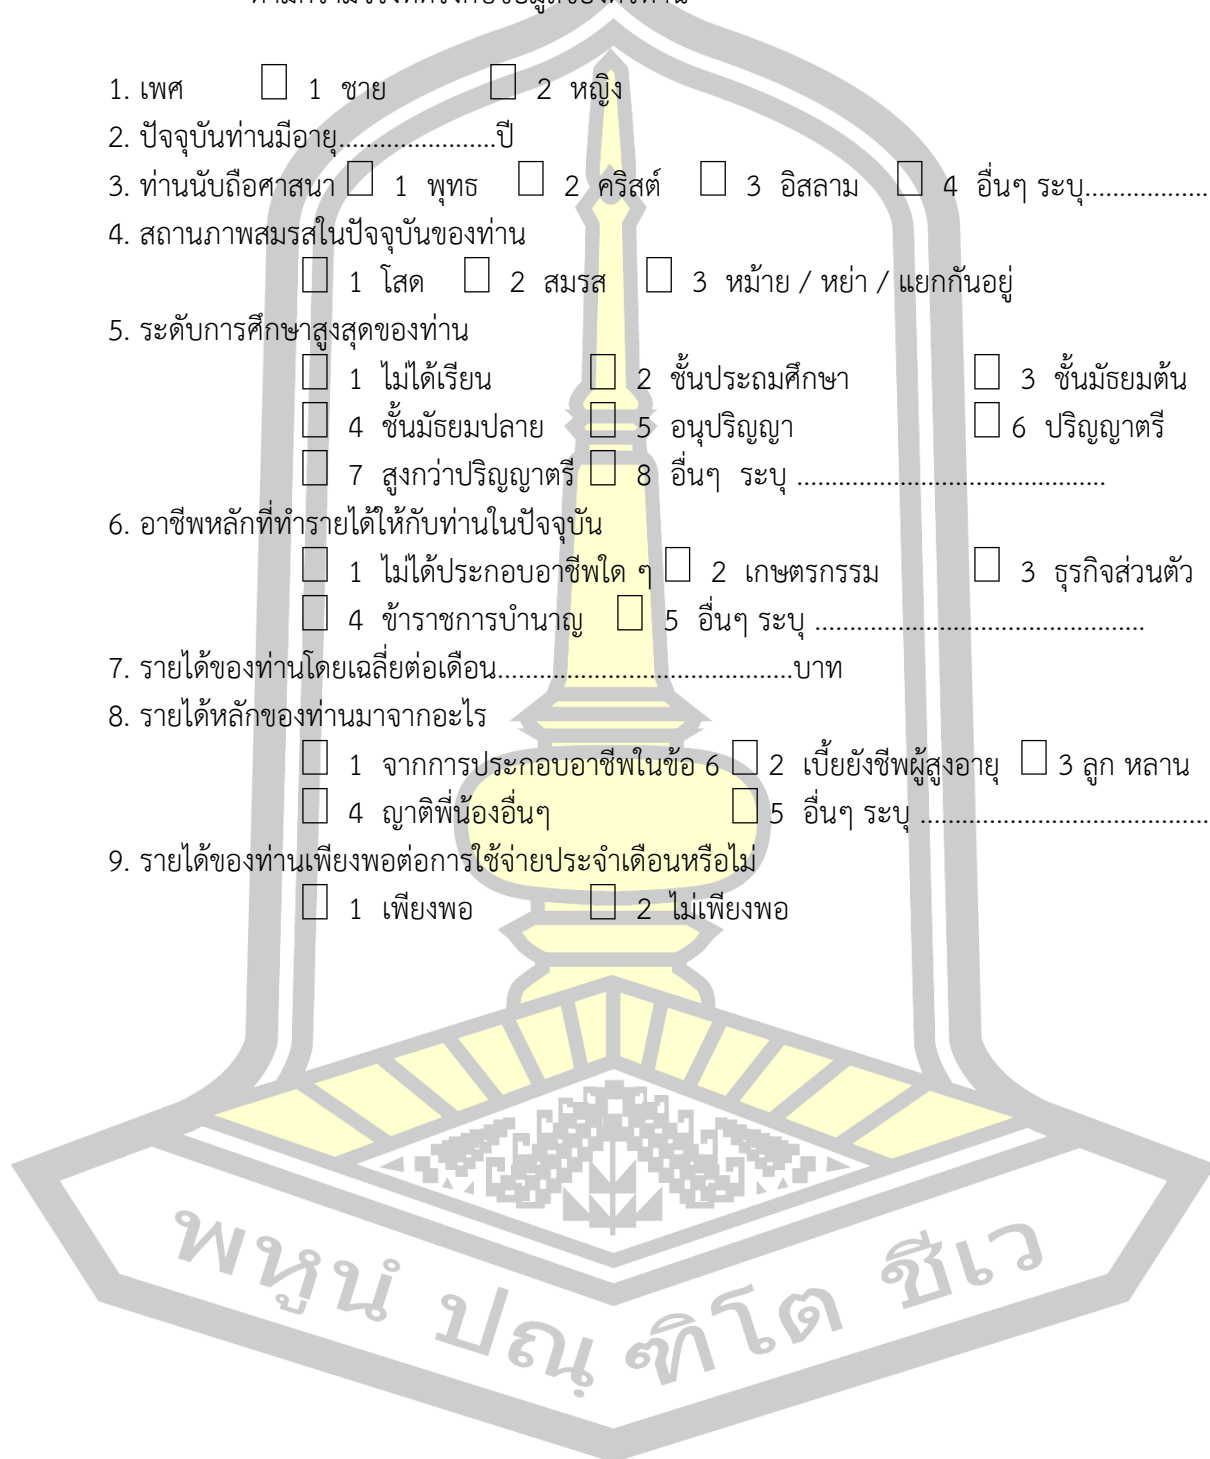 1. เพศ ☐ 1 ชาย ☐ 2 หญิง
2. ปัจจุบันท่านมีอายุ......................ปี
3. ท่านนับถือศาสนา ☐ 1 พุทธ ☐ 2 คริสต์ ☐ 3 อิสลาม ☐ 4 อื่นๆ ระบุ..................
4. สถานภาพสมรสในปัจจุบันของท่าน
☐ 1 โสด ☐ 2 สมรส ☐ 3 หม้าย / หย่า / แยกกันอยู่
5. ระดับการศึกษาสูงสุดของท่าน
☐ 1 ไม่ได้เรียน ☐ 2 ชั้นประถมศึกษา ☐ 3 ชั้นมัธยมต้น
☐ 4 ชั้นมัธยมปลาย ☐ 5 อนุปริญญา ☐ 6 ปริญญาตรี
☐ 7 สูงกว่าปริญญาตรี ☐ 8 อื่นๆ ระบุ ............................................
6. อาชีพหลักที่ทำรายได้ให้กับท่านในปัจจุบัน
☐ 1 ไม่ได้ประกอบอาชีพใด ๆ ☐ 2 เกษตรกรรม ☐ 3 ธุรกิจส่วนตัว
☐ 4 ข้าราชการบำนาญ ☐ 5 อื่นๆ ระบุ ...............................................
7. รายได้ของท่านโดยเฉลี่ยต่อเดือน..........................................บาท
8. รายได้หลักของท่านมาจากอะไร
☐ 1 จากการประกอบอาชีพในข้อ 6 ☐ 2 เบี้ยยังชีพผู้สูงอายุ ☐ 3 ลูก หลาน
☐ 4 ญาติพี่น้องอื่นๆ ☐ 5 อื่นๆ ระบุ .........................................
9. รายได้ของท่านเพียงพอต่อการใช้จ่ายประจำเดือนหรือไม่
☐ 1 เพียงพอ ☐ 2 ไม่เพียงพอ
พหูนํ ปณฺฑิโต ชีเว